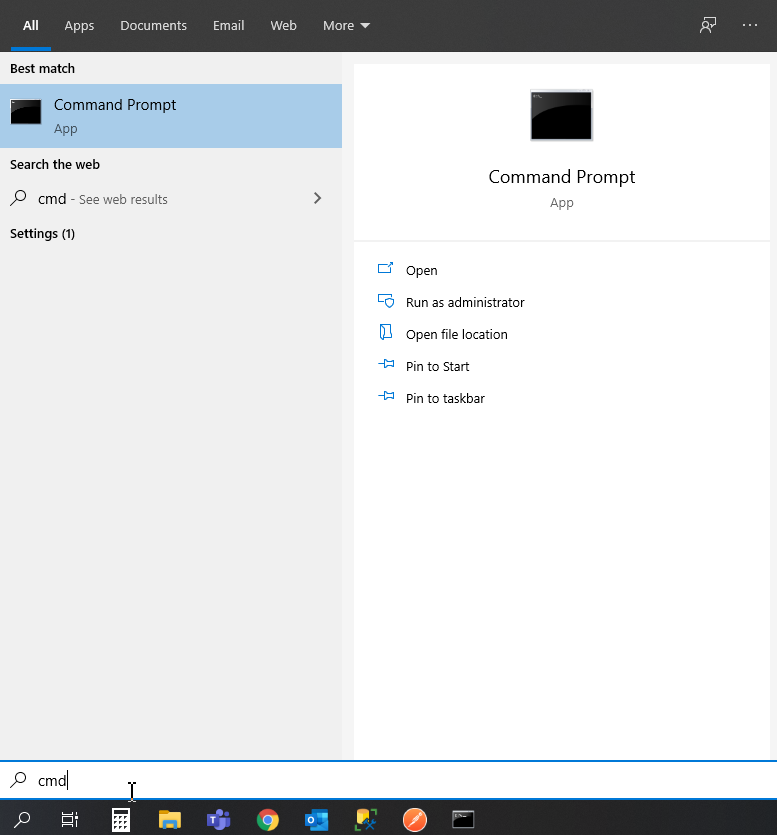 All Apps Documents Email Web More
Best match
Command Prompt
App
Search the web
cmd - See web results
Settings (1)
Command Prompt
App
Open
Run as administrator
Open file location
Pin to Start
Pin to taskbar
cmd